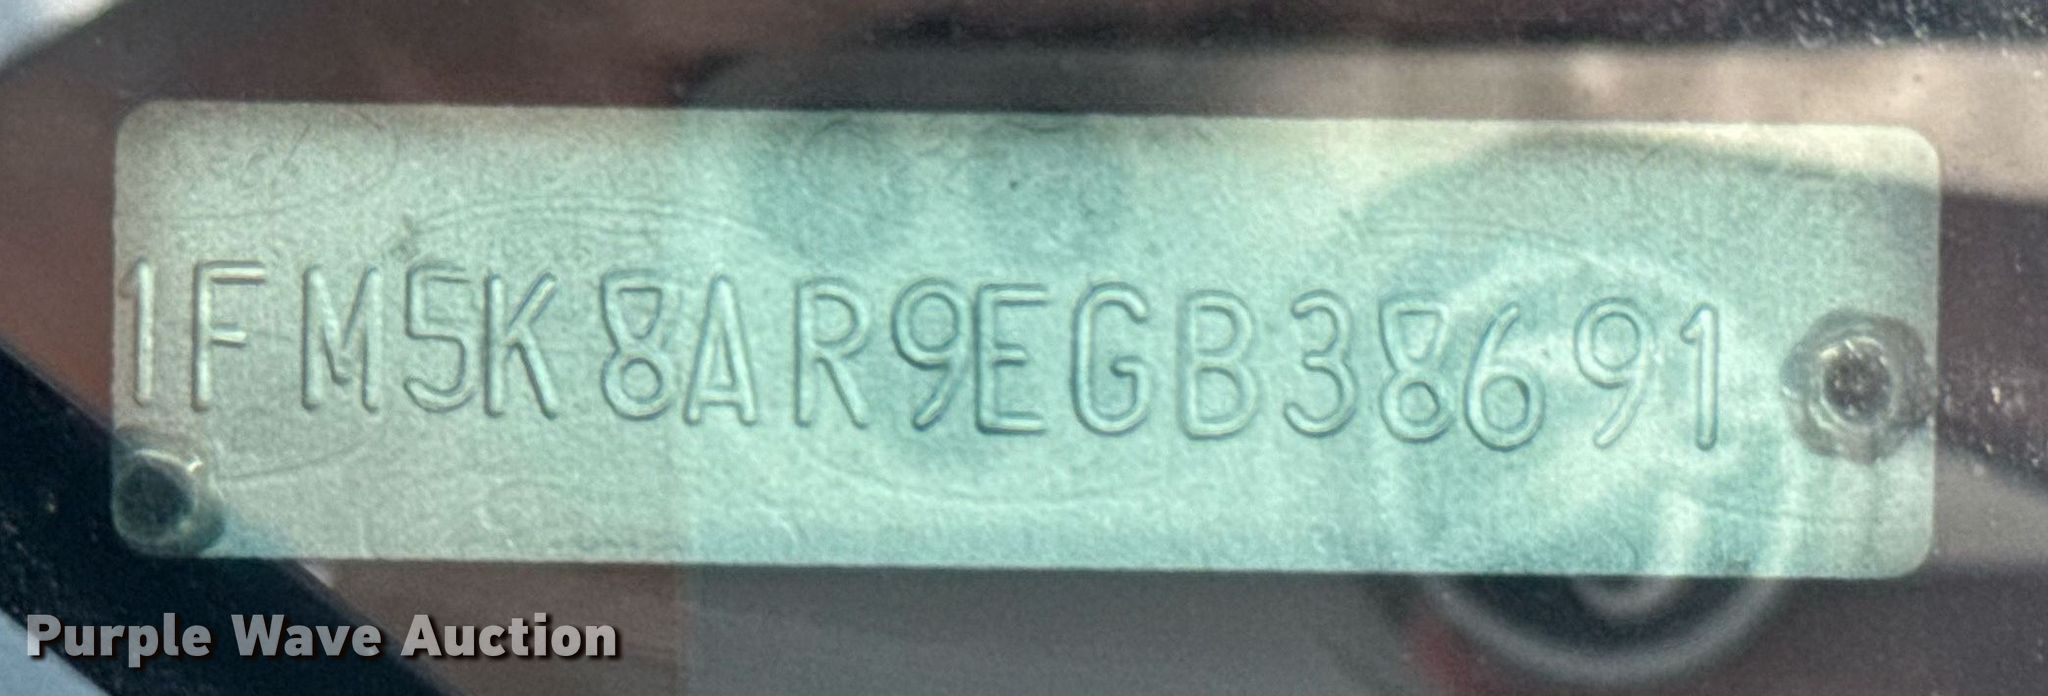 1FM5K8AR9EGB38691
Purple Wave Auction